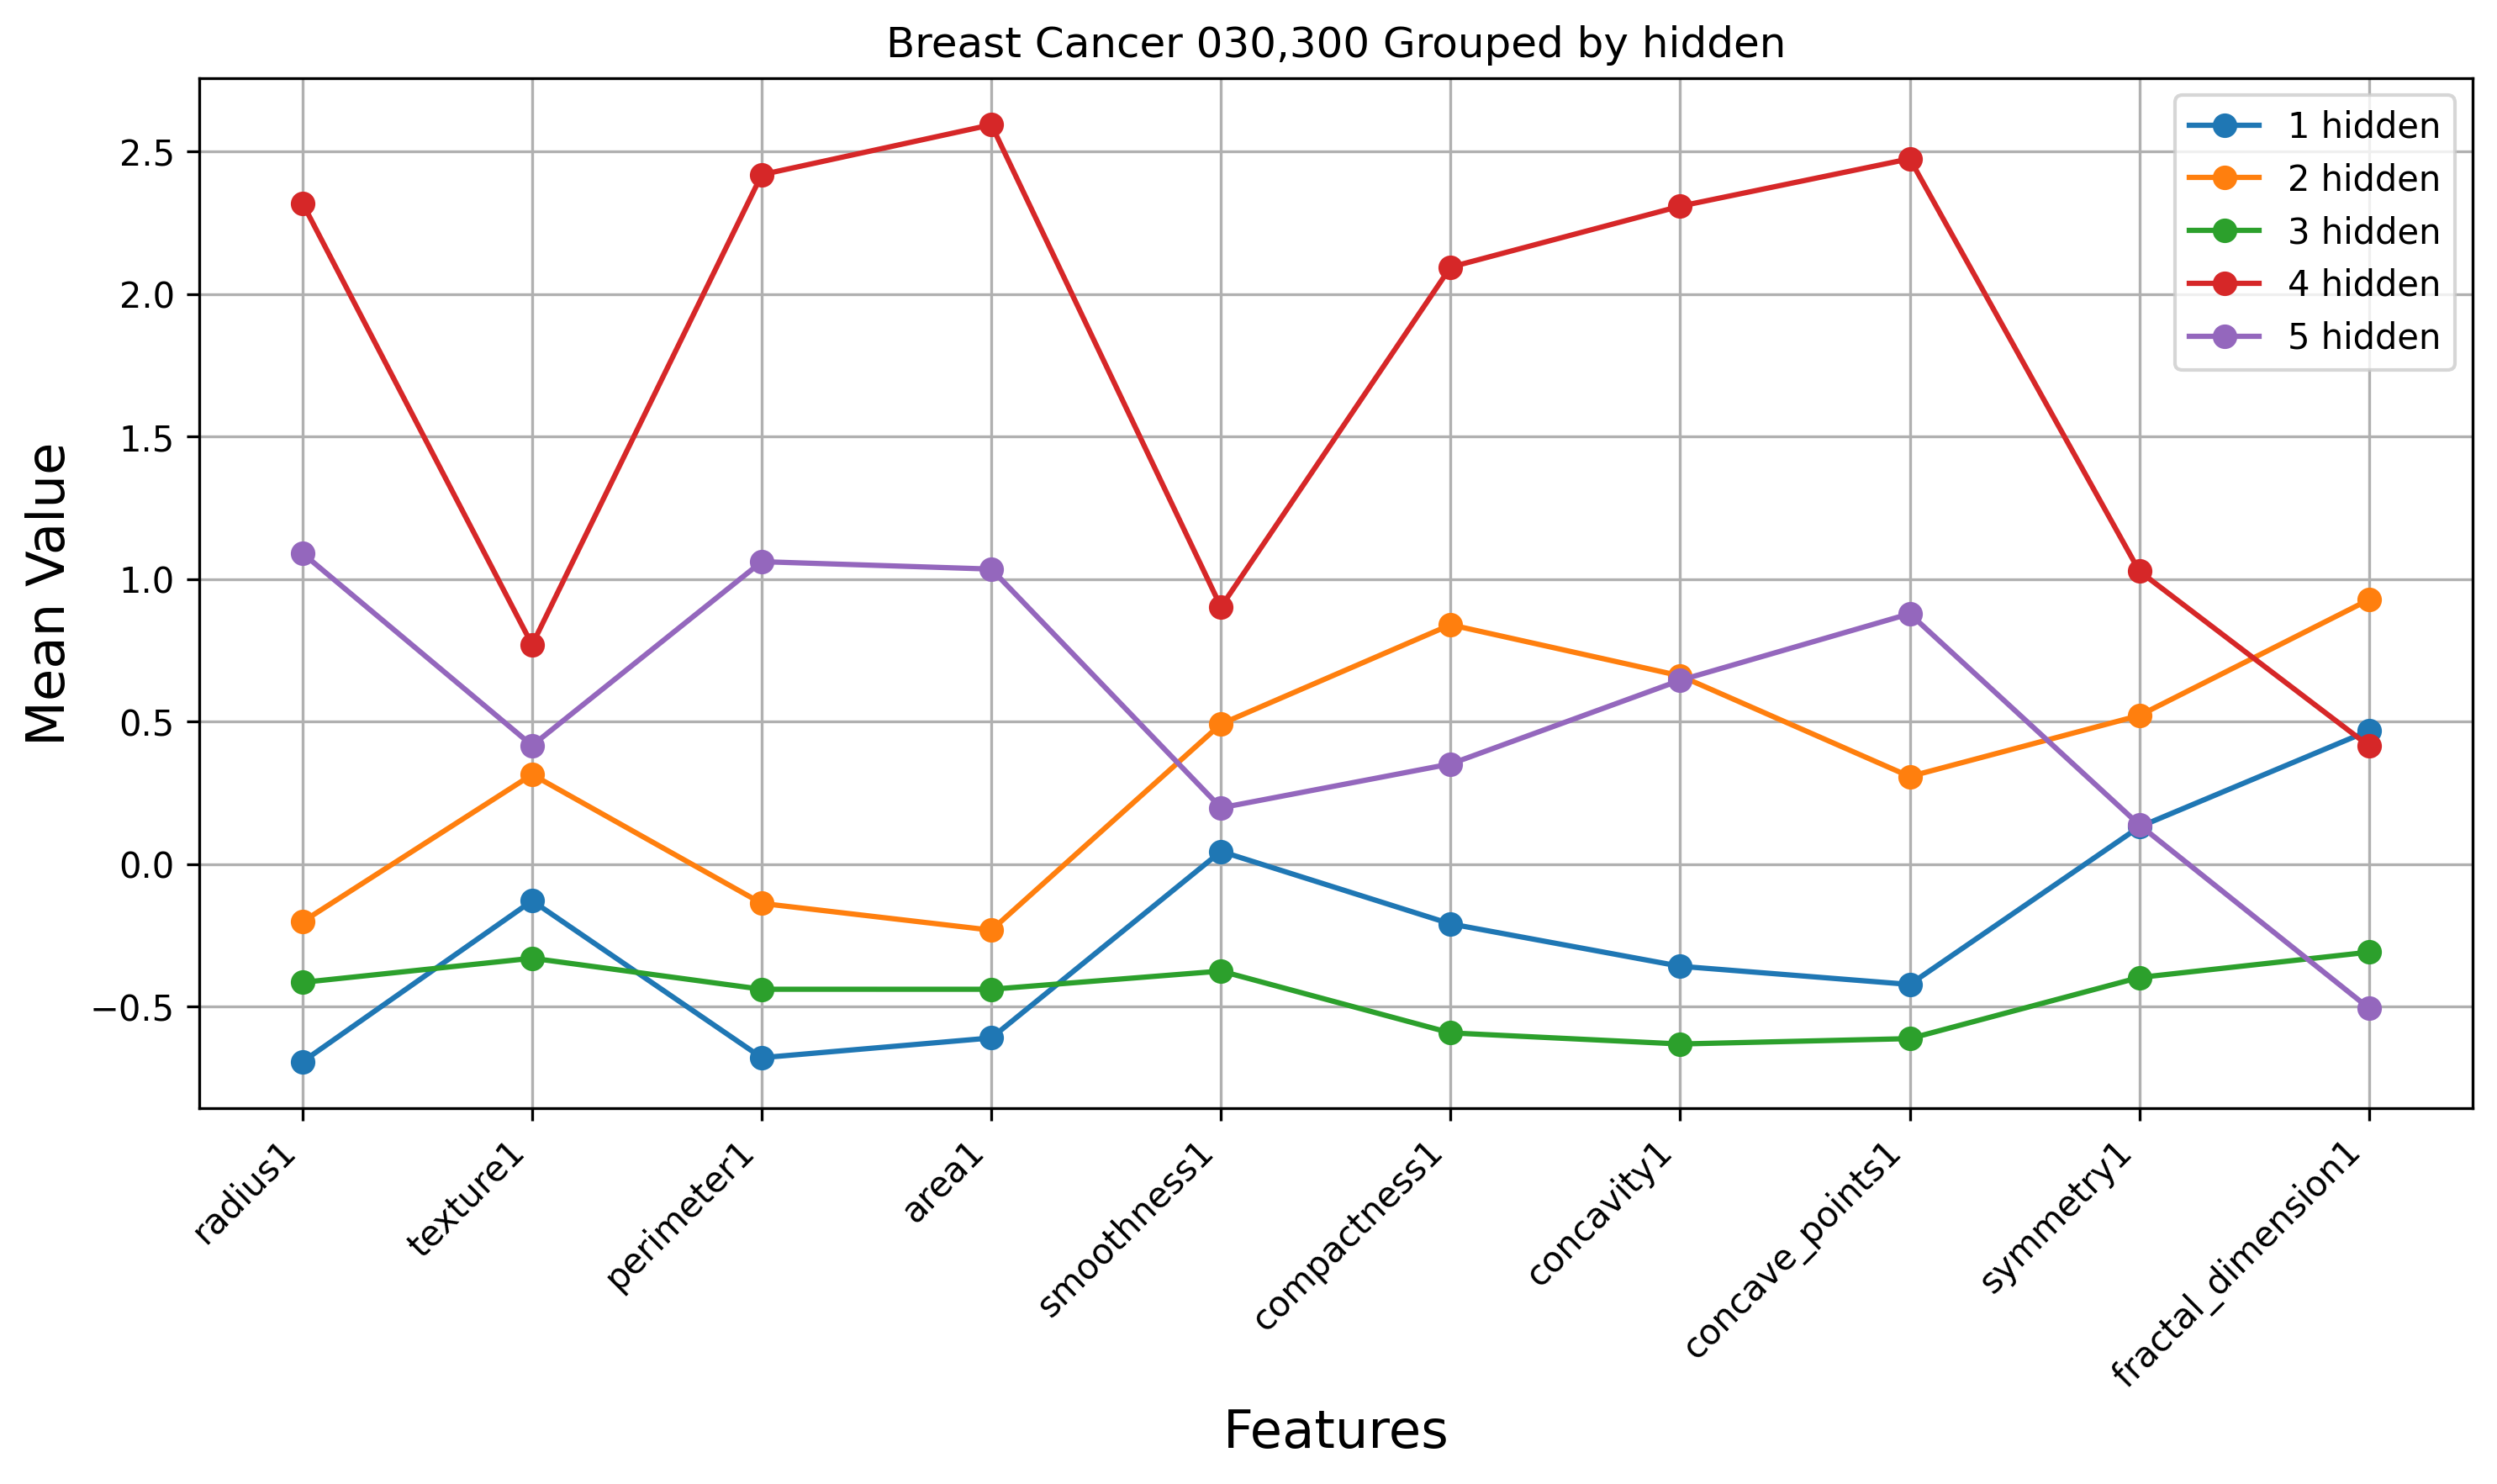 Breast Cancer 030,300 Grouped by hidden
1 hidden
2 hidden
3 hidden
4 hidden
5 hidden
Mean Value
2.5
2.0
1.5
1.0
0.5
0.0
−0.5
radius1
texture1
perimeter1
area1
smoothness1
compactness1
concavity1
concave_points1
symmetry1
fractal_dimension1
Features